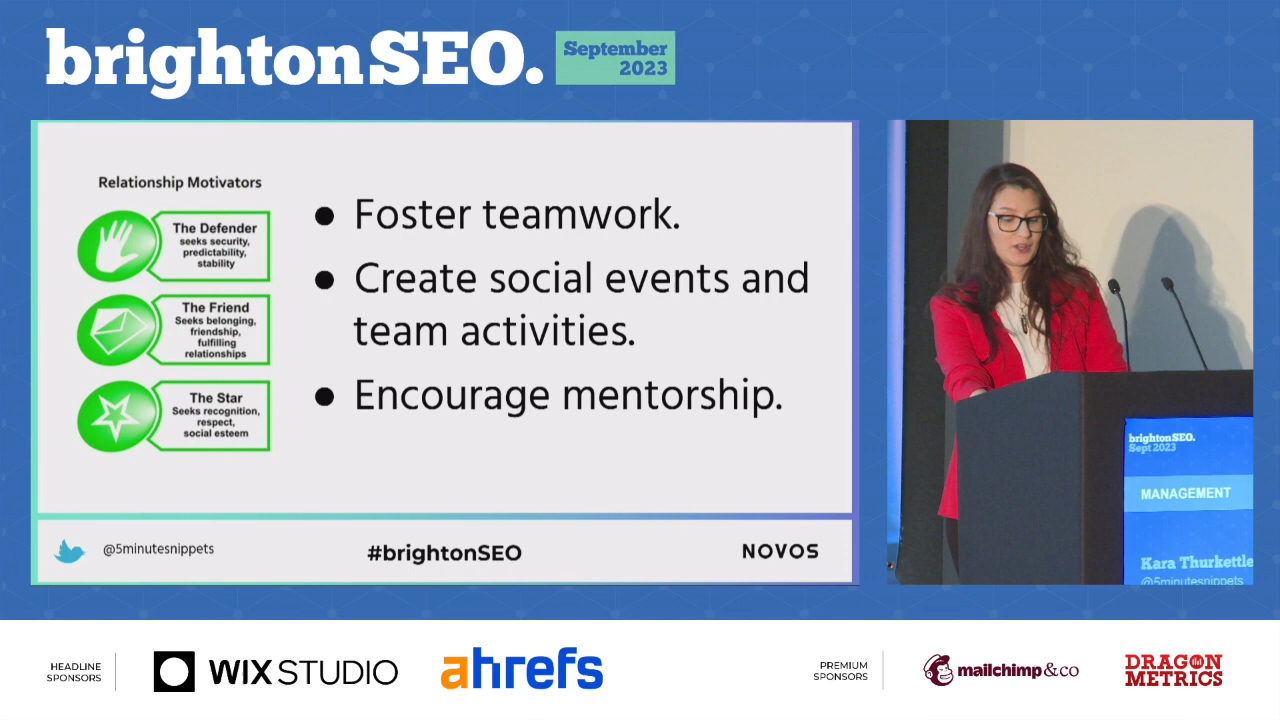 brightonSEO.
September
2023
Relationship Motivators
The Defender
seeks security,
predictability,
stability
The Friend
Seeks belonging,
friendship,
fulfilling
relationships
The Star
Seeks recognition,
respect,
social esteem
● Foster teamwork.
● Create social events and
team activities.
● Encourage mentorship.
@5minutesnippets
#brightonSEO
NOVOS
brightonSEO.
Sept 2023
MANAGEMENT
Kara Thurkettle
@5minutesnippets
HEADLINE
SPONSORS
WIX STUDIO
ahrefs
PREMIUM
SPONSORS
mailchimp&co
DRAGON
METRICS